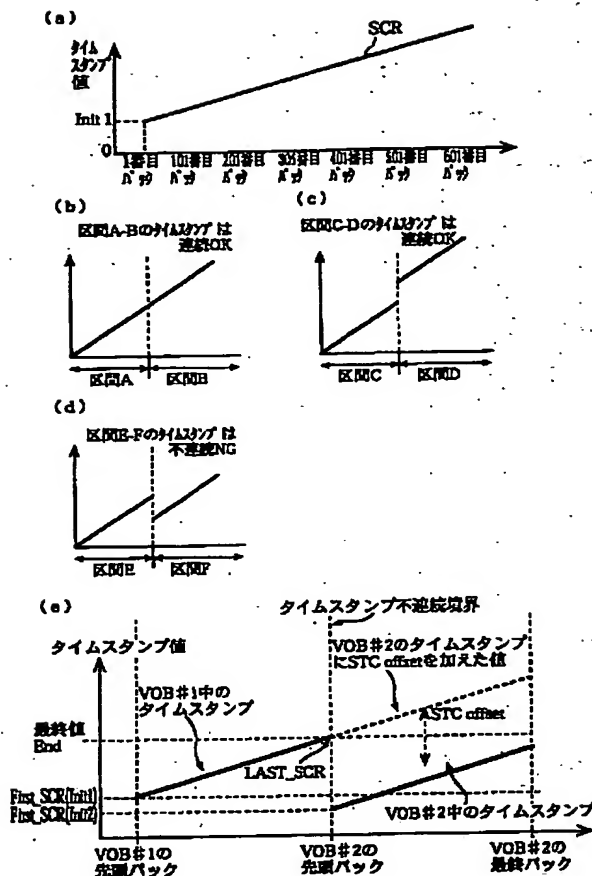 (a)
タイム
スタンプ
値
SCR
Init 1
0
1番目
パック
101番目
パック
201番目
パック
301番目
パック
401番目
パック
501番目
パック
601番目
パック
(b)
区間A-Bのタイムスタンプは
連続OK
区間A
区間B
(c)
区間C-Dのタイムスタンプは
連続OK
区間C
区間D
(d)
区間E-Fのタイムスタンプは
不連続NG
区間E
区間F
(e)
タイムスタンプ不連続境界
タイムスタンプ値
VOB#2のタイムスタンプ
にSTC offsetを加えた値
VOB#1中の
タイムスタンプ
STC offset
最終値
End
LAST_SCR
First_SCR(Init1)
First_SCR(Init2)
VOB#2中のタイムスタンプ
VOB#1の
先頭パック
VOB#2の
先頭パック
VOB#2の
最終パック